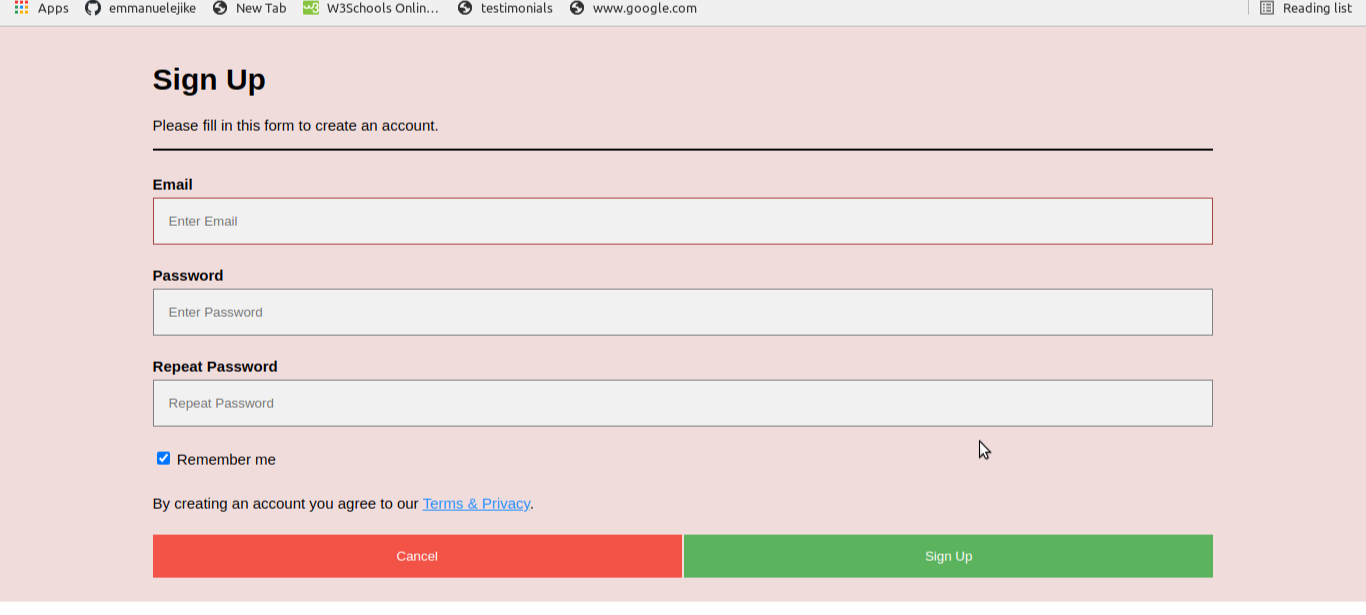 Apps emmanuelejike New Tab W3Schools Onlin… testimonials www.google.com Reading list
Sign Up
Please fill in this form to create an account.
Email
Enter Email
Password
Enter Password
Repeat Password
Repeat Password
Remember me
By creating an account you agree to our Terms & Privacy.
Cancel Sign Up